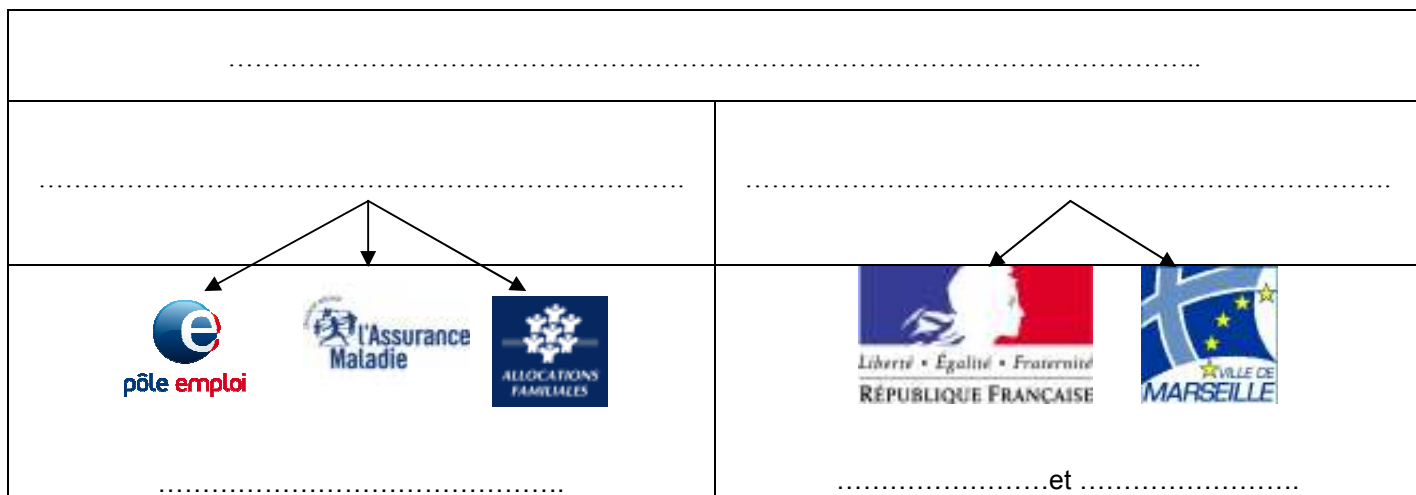 ……………………………………………………………………………………………..
…………………………………………………………….
…………………………………………………………….
pôle emploi
l'Assurance
Maladie
ALLOCATIONS
FAMILIALES
Liberté • Égalité • Fraternité
RÉPUBLIQUE FRANÇAISE
VILLE DE
MARSEILLE
……………………………………….
……………………et …………………….